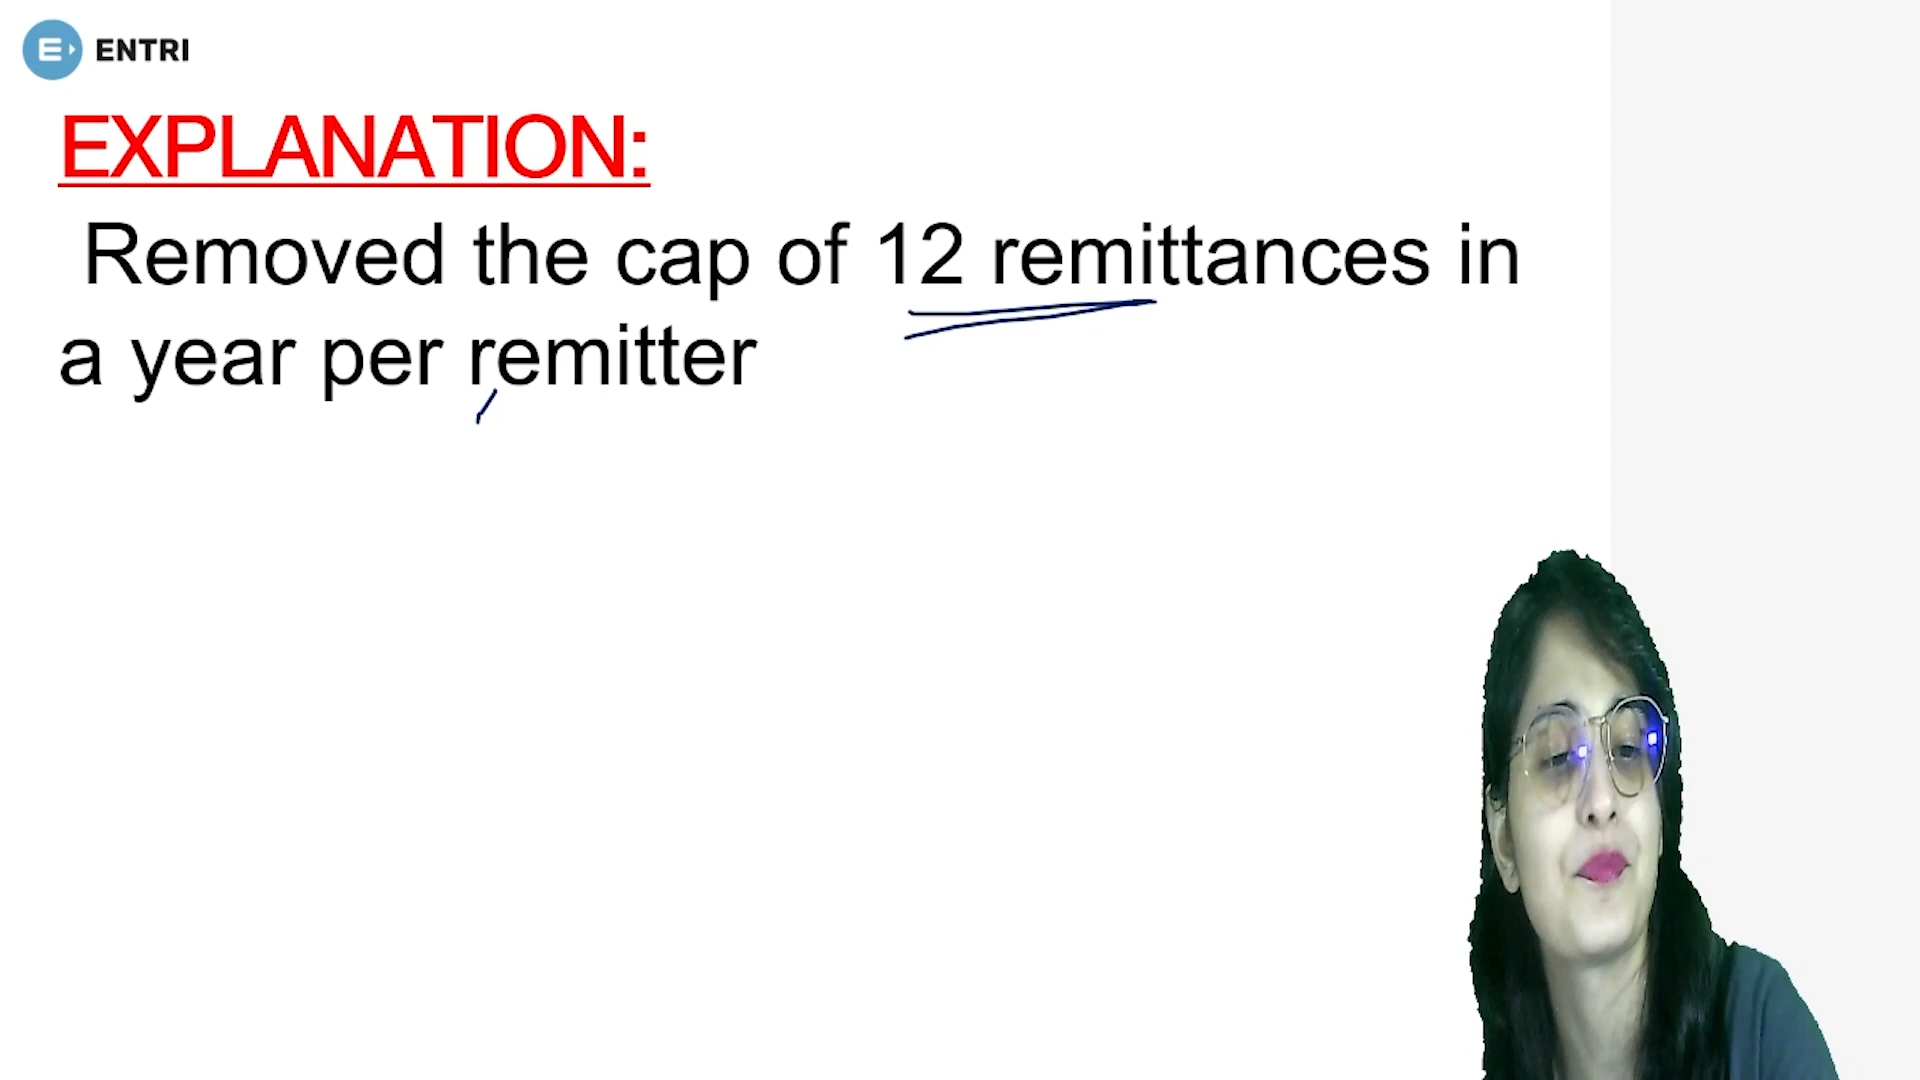 ENTRI
EXPLANATION:
Removed the cap of 12 remittances in
a year per remitter